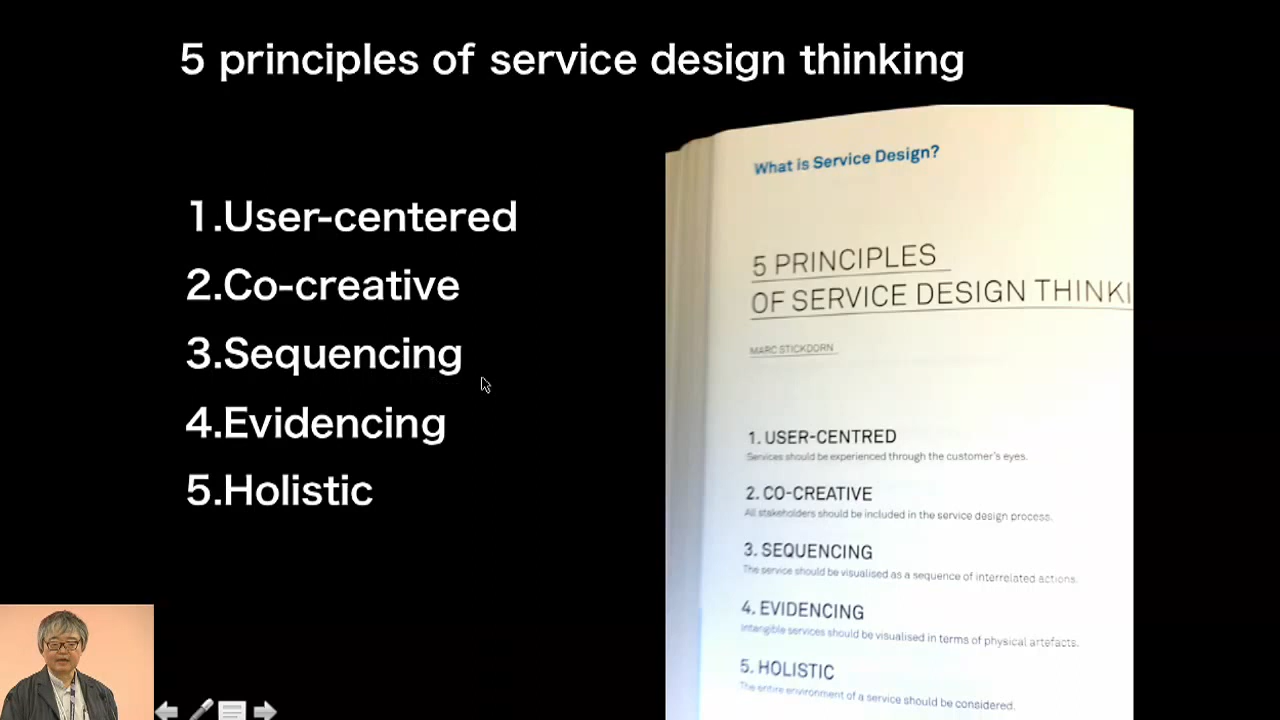 5 principles of service design thinking
1.User-centered
2.Co-creative
3.Sequencing
4.Evidencing
5.Holistic
What is Service Design?
5 PRINCIPLES
OF SERVICE DESIGN THINKI
MARC STICKDORN
1. USER-CENTRED
Services should be experienced through the customer's eyes.
2. CO-CREATIVE
All stakeholders should be included in the service design process.
3. SEQUENCING
The service should be visualised as a sequence of interrelated actions.
4. EVIDENCING
Intangible services should be visualised in terms of physical artefacts.
5. HOLISTIC
The entire environment of a service should be considered.